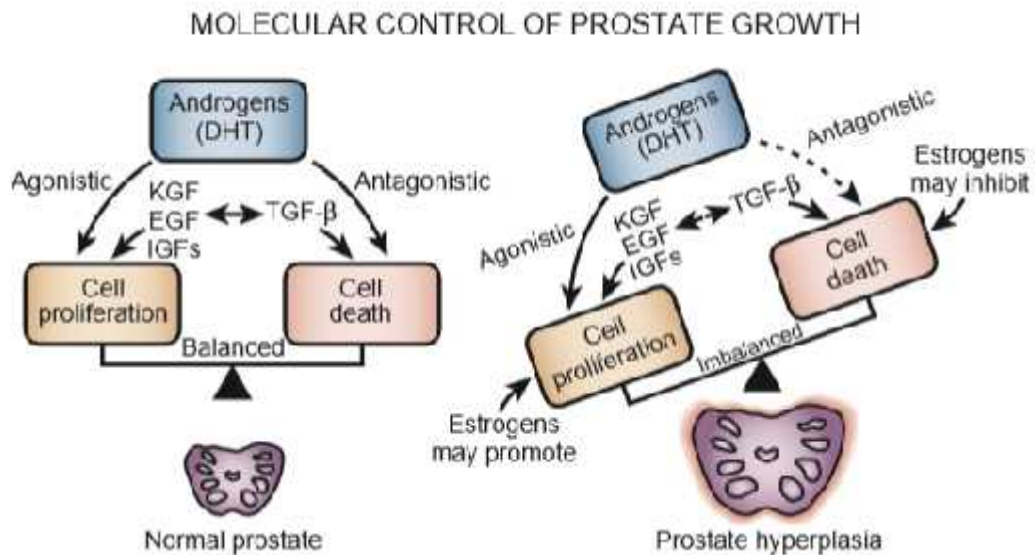 MOLECULAR CONTROL OF PROSTATE GROWTH
Androgens
(DHT)
Agonistic
Antagonistic
KGF
EGF
IGFs
TGF-β
Cell
proliferation
Cell
death
Balanced
Normal prostate
Androgens
(DHT)
Antagonistic
Estrogens
may inhibit
Agonistic
KGF
EGF
IGFs
TGF-β
Cell
death
Cell
proliferation
Imbalanced
Estrogens
may promote
Prostate hyperplasia